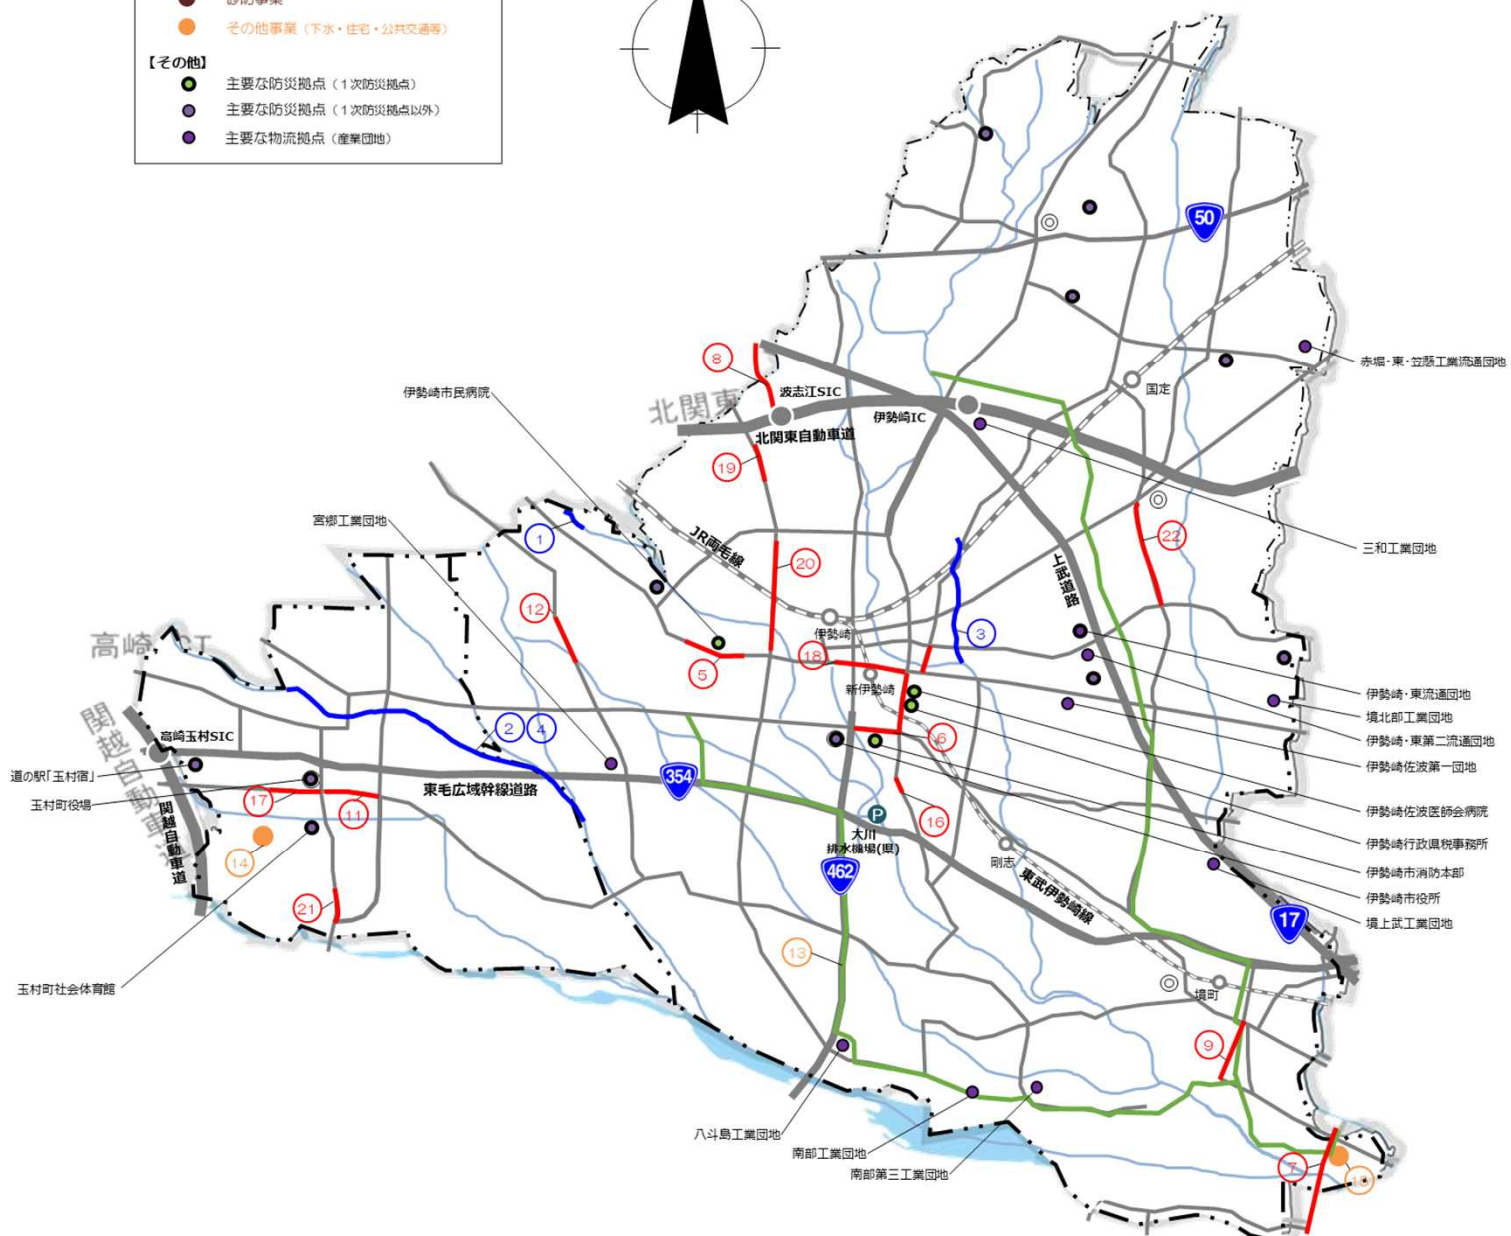 砂防事業
その他事業（下水・住宅・公共交通等）
【その他】
主要な防災拠点（１次防災拠点）
主要な防災拠点（１次防災拠点以外）
主要な物流拠点（産業団地）
50
赤堀・東・笠懸工業流通団地
8
国定
波志江SIC
伊勢崎市民病院
北関東
伊勢崎IC
北関東自動車道
19
宮郷工業団地
1
JR両毛線
20
22
三和工業団地
上武道路
12
3
高崎JCT
伊勢崎
18
5
新伊勢崎
伊勢崎・東流通団地
境北部工業団地
関越自動車道
2
4
6
高崎玉村SIC
伊勢崎・東第二流通団地
道の駅「玉村宿」
354
伊勢崎佐波第一団地
東毛広域幹線道路
玉村町役場
17
11
関越自動車道
P
16
大川
排水機場(県)
伊勢崎佐波医師会病院
14
伊勢崎行政県税事務所
剛志
462
伊勢崎市消防本部
東武伊勢崎線
伊勢崎市役所
21
17
境上武工業団地
13
玉村町社会体育館
境町
9
八斗島工業団地
南部工業団地
南部第三工業団地
7